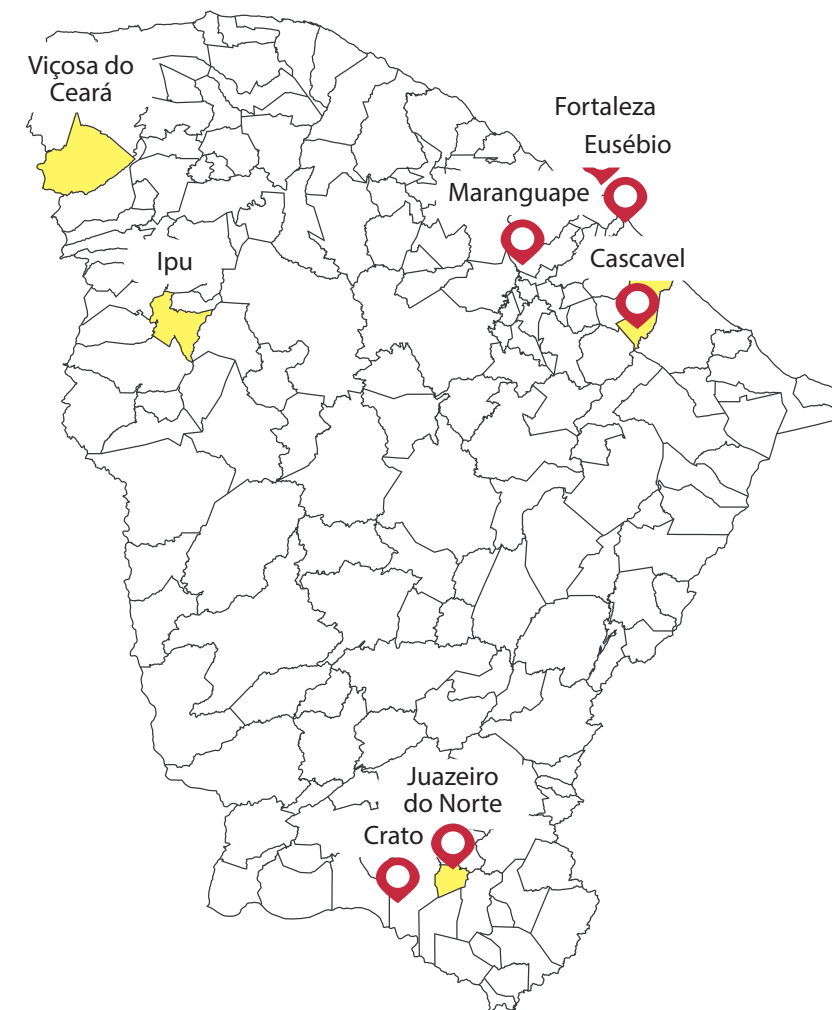 Viçosa do
Ceará
Fortaleza
Eusébio
Maranguape
Ipu
Cascavel
Juazeiro
do Norte
Crato